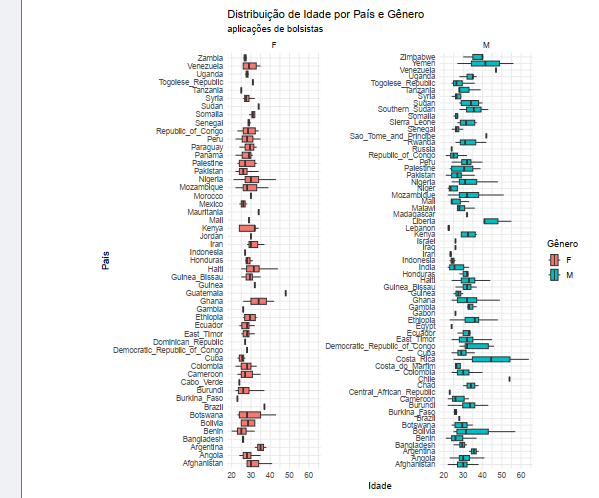 Distribuição de Idade por País e Gênero
aplicações de bolsistas
F
Zambia
Venezuela
Uganda
Togolese_Republic
Tanzania
Syria
Sudan
Somalia
Senegal
Republic_of_Congo
Peru
Paraguay
Panama
Palestine
Pakistan
Nigeria
Mozambique
Morocco
Mexico
Mauritania
Mali
Kenya
Jordan
Iran
Indonesia
Honduras
Haiti
Guinea_Bissau
Guinea
Guatemala
Ghana
Gambia
Ethiopia
Ecuador
East_Timor
Dominican_Republic
Democratic_Republic_of_Congo
Cuba
Colombia
Cameroon
Cabo_Verde
Burundi
Burkina_Faso
Brazil
Botswana
Bolivia
Benin
Bangladesh
Argentina
Angola
Afghanistan
20 30 40 50 60
M
Zimbabwe
Yemen
Venezuela
Uganda
Togolese_Republic
Tanzania
Syria
Sudan
Southern_Sudan
Somalia
Sierra_Leone
Senegal
Sao_Tome_and_Principe
Rwanda
Russia
Republic_of_Congo
Peru
Palestine
Pakistan
Nigeria
Niger
Mozambique
Mali
Malawi
Madagascar
Liberia
Lebanon
Kenya
Israel
Iraq
Iran
Indonesia
India
Honduras
Haiti
Guinea_Bissau
Guinea
Ghana
Gambia
Gabon
Ethiopia
Egypt
Ecuador
East_Timor
Democratic_Republic_of_Congo
Cuba
Costa_Rica
Costa_do_Marfim
Colombia
Chile
Chad
Central_African_Republic
Cameroon
Burundi
Burkina_Faso
Brazil
Botswana
Bolivia
Benin
Bangladesh
Argentina
Angola
Afghanistan
20 30 40 50 60
País
Idade
Gênero
F
M